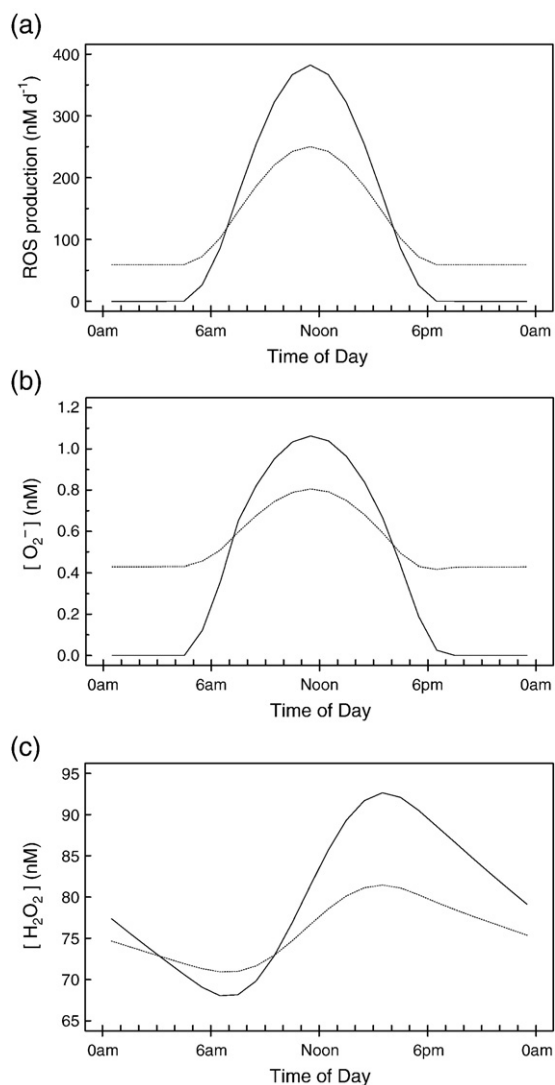 (a)
400
300
200
100
0
ROS production (nM d⁻¹)
0am 6am Noon 6pm 0am
Time of Day
(b)
1.2
1.0
0.8
0.6
0.4
0.2
0.0
[ O₂⁻ ] (nM)
0am 6am Noon 6pm 0am
Time of Day
(c)
95
90
85
80
75
70
65
[ H₂O₂ ] (nM)
0am 6am Noon 6pm 0am
Time of Day